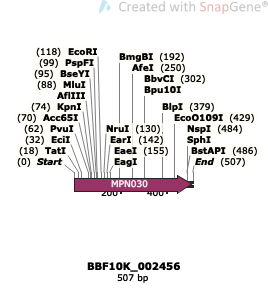 Created with SnapGene®
(118) EcoRI
(99) PspFI
(95) BseYI
(88) MluI
AflIII
(74) KpnI
(70) Acc65I
(62) PvuI
(32) EciI
(18) TatI
(0) Start
BmgBI (192)
AfeI (250)
BbvCI (302)
Bpu10I
BlpI (379)
EcoO109I (429)
NruI (130)
NspI (484)
EarI (142)
SphI
EaeI (155)
BstAPI (486)
EagI
End (507)
MPN030
200
400
BBF10K_002456
507 bp